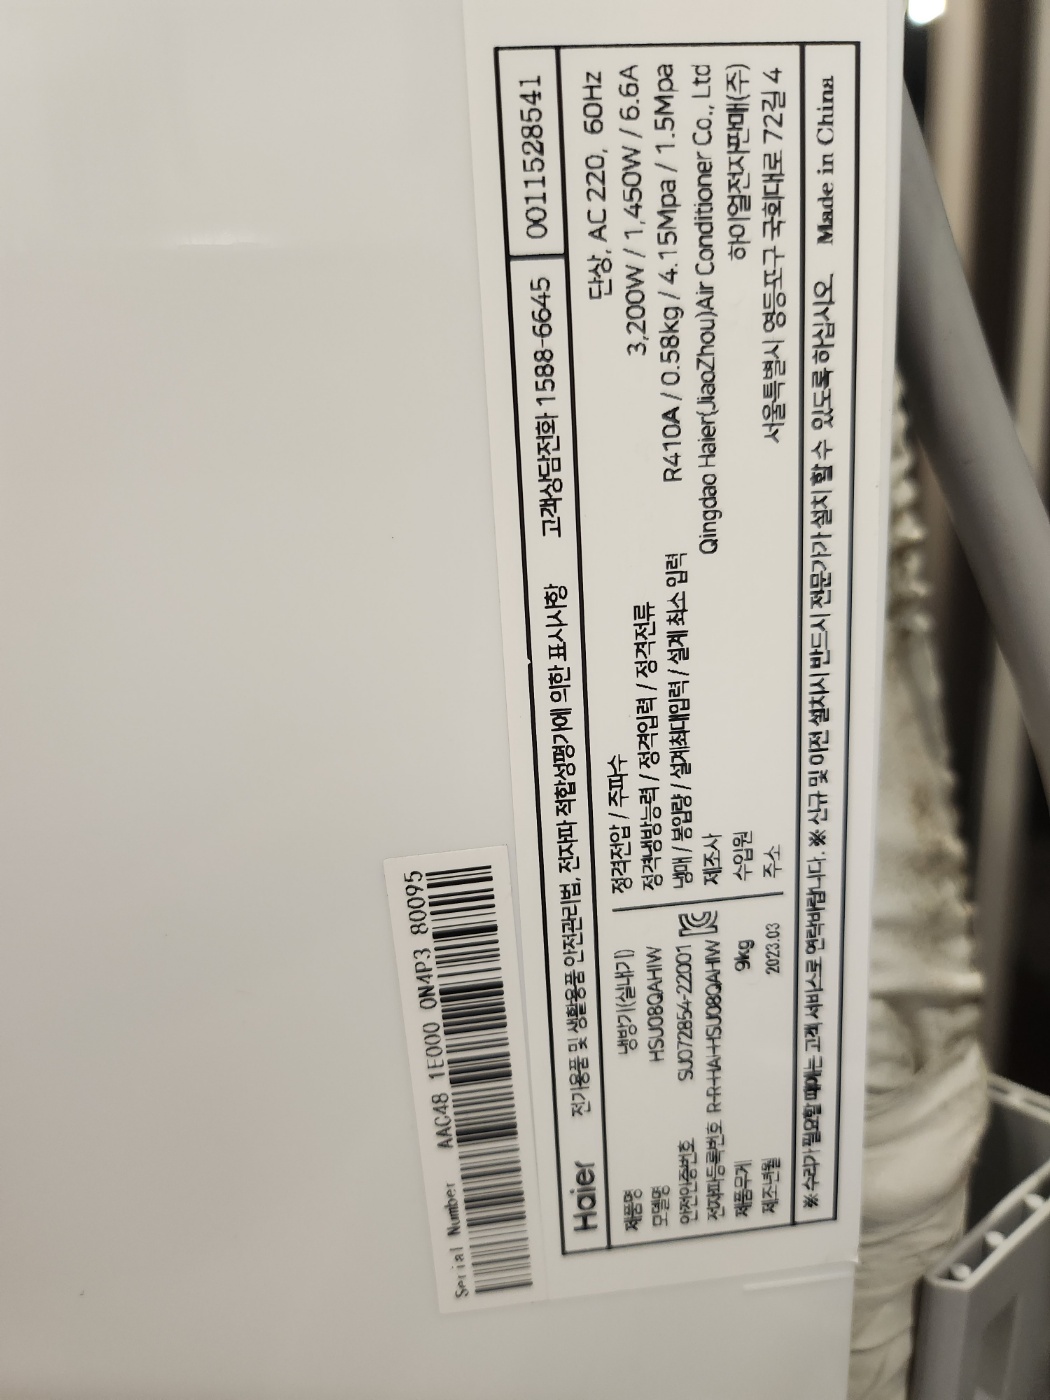 Serial Number AAC48 1E000 0N4P3 80095
Haier 전기용품 및 생활용품 안전관리법, 전자파 적합성평가에 의한 표시사항 고객상담전화 1588-6645 0011528541
제품명 냉방기(실내기)
모델명 HSU08QAHIW
안전인증번호 SU072854-22001
전자파등록번호 R-R-HAI-HSU08QAHIW
제품무게 9kg
제조년월 2023.03
정격전압 / 주파수 단상, AC 220, 60Hz
정격냉방능력 / 정격입력 / 정격전류 3,200W / 1,450W / 6.6A
냉매 / 봉입량 / 설계최대입력 / 설계 최소 입력 R410A / 0.58kg / 4.15Mpa / 1.5Mpa
제조사 Qingdao Haier(JiaoZhou)Air Conditioner Co., Ltd
수입원 하이얼전자판매(주)
주소 서울특별시 영등포구 국회대로 72길 4
※ 수리가 필요할 때에는 고객 서비스로 연락바랍니다. ※ 신규 및 이전 설치시 반드시 전문가가 설치 할 수 있도록 하십시오 Made in China